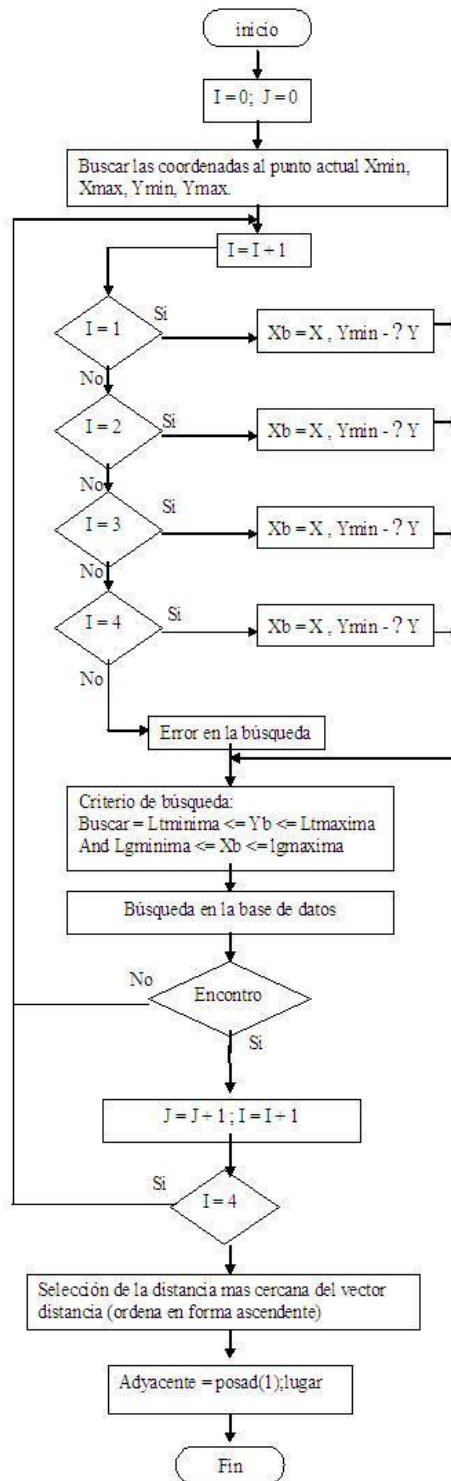 inicio
I = 0; J = 0
Buscar las coordenadas al punto actual Xmin,
Xmax, Ymin, Ymax.
I = I + 1
I = 1
Si
Xb = X , Ymin - ? Y
No
I = 2
Si
Xb = X , Ymin - ? Y
No
I = 3
Si
Xb = X , Ymin - ? Y
No
I = 4
Si
Xb = X , Ymin - ? Y
No
Error en la búsqueda
Criterio de búsqueda:
Buscar = Ltminima <= Yb <= Ltmaxima
And Lgminima <= Xb <=lgmaxima
Búsqueda en la base de datos
No
Encontro
Si
J = J + 1 ; I = I + 1
Si
I = 4
Selección de la distancia mas cercana del vector
distancia (ordena en forma ascendente)
Adyacente = posad(1);lugar
Fin